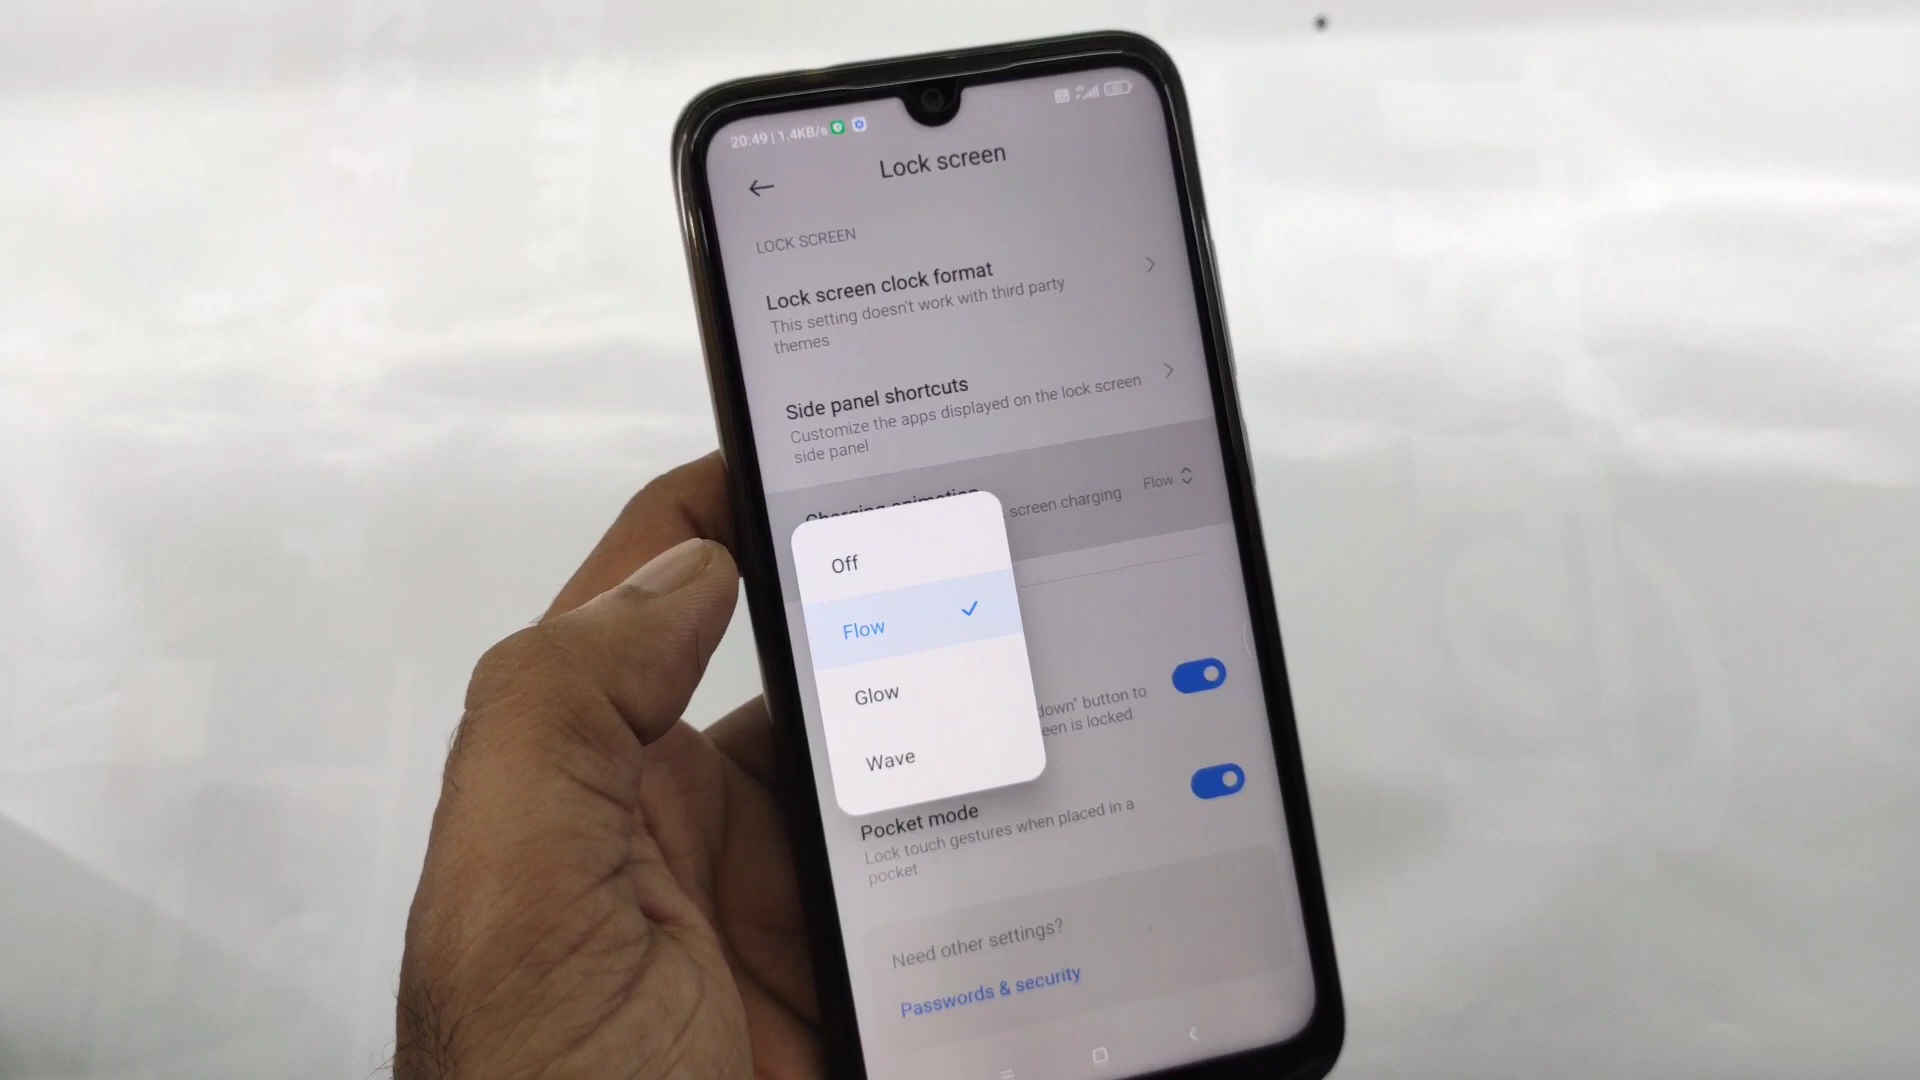 20:49 | 1.4KB/s
Lock screen
LOCK SCREEN
Lock screen clock format
This setting doesn't work with third party
themes
Side panel shortcuts
Customize the apps displayed on the lock screen
side panel
Charging animation
screen charging
Flow
Off
Flow
Glow
Wave
down" button to
is locked
Pocket mode
Lock touch gestures when placed in a
pocket
Need other settings?
Passwords & security